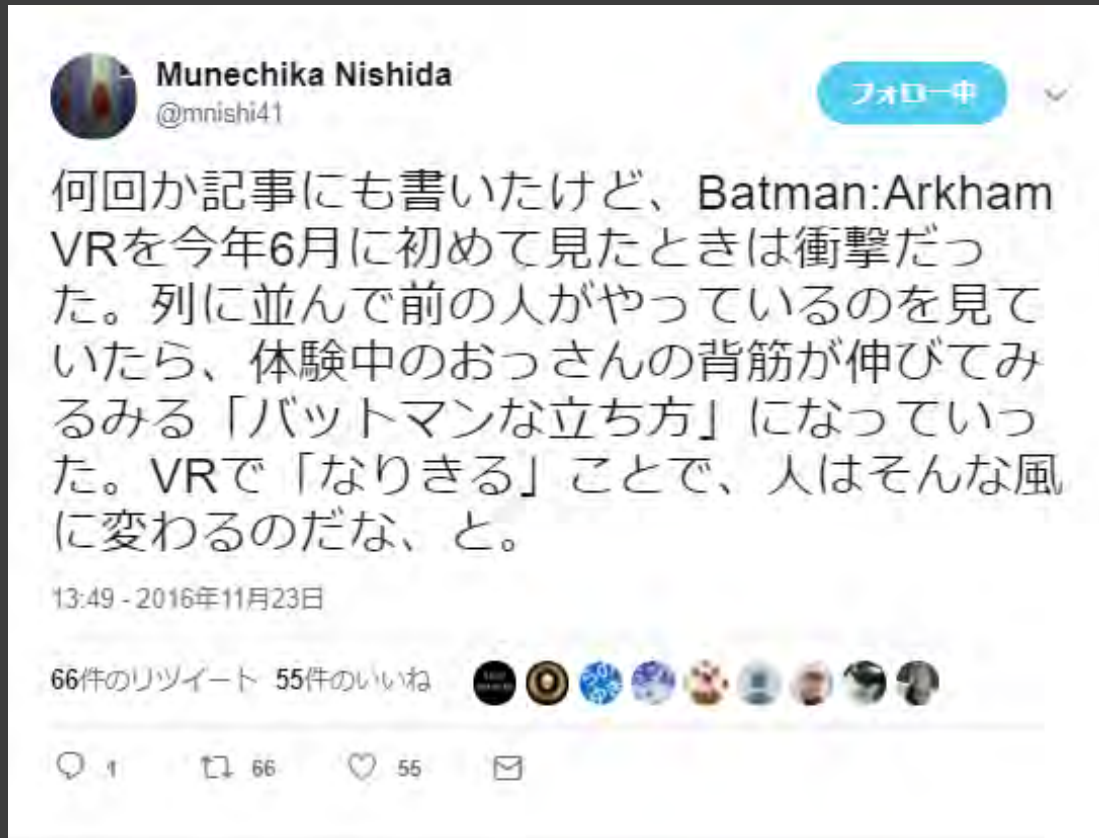 Munechika Nishida
@mnishi41
フォロー中
何回か記事にも書いたけど、Batman:Arkham
VRを今年6月に初めて見たときは衝撃だっ
た。列に並んで前の人がやっているのを見て
いたら、体験中のおっさんの背筋が伸びてみ
るみる「バットマンな立ち方」になっていっ
た。VRで「なりきる」ことで、人はそんな風
に変わるのだな、と。
13:49 - 2016年11月23日
66件のリツイート 55件のいいね
1 66 55